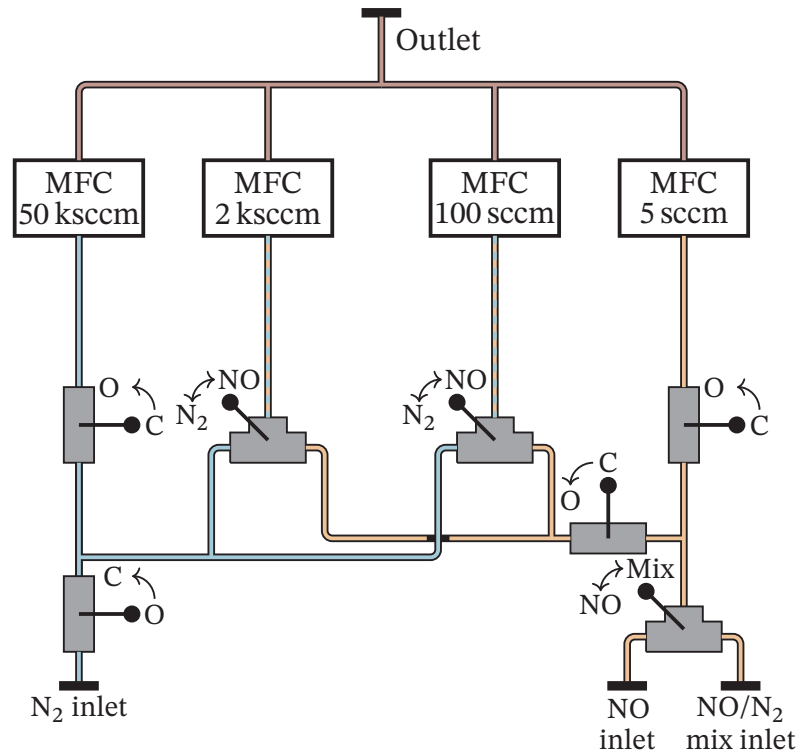 Outlet
MFC
50 ksccm
MFC
2 ksccm
MFC
100 sccm
MFC
5 sccm
O
C
N₂
NO
N₂
NO
O
C
C
O
C
O
Mix
NO
N₂ inlet
NO
inlet
NO/N₂
mix inlet